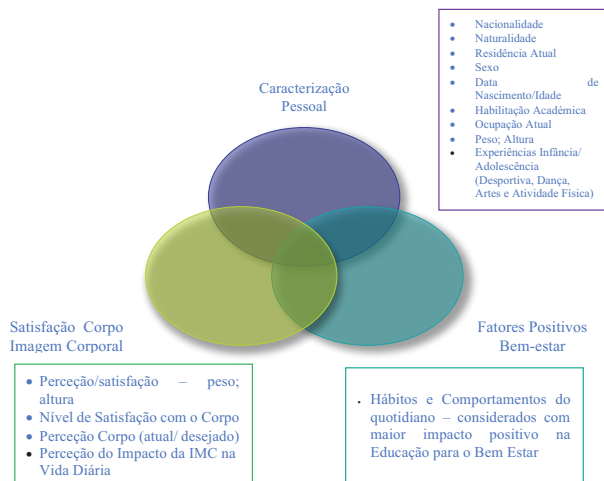 Caracterização
Pessoal
• Nacionalidade
• Naturalidade
• Residência Atual
• Sexo
• Data de
Nascimento/Idade
• Habilitação Académica
• Ocupação Atual
• Peso; Altura
• Experiências Infância/
Adolescência
(Desportiva, Dança,
Artes e Atividade Física)
Satisfação Corpo
Imagem Corporal
• Perceção/satisfação – peso;
altura
• Nível de Satisfação com o Corpo
• Perceção Corpo (atual/ desejado)
• Perceção do Impacto da IMC na
Vida Diária
Fatores Positivos
Bem-estar
. Hábitos e Comportamentos do
quotidiano – considerados com
maior impacto positivo na
Educação para o Bem Estar